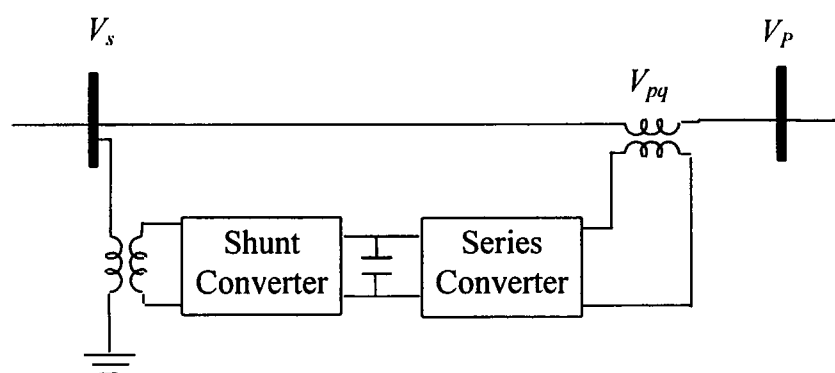 V_s
V_P
V_pq
Shunt
Converter
Series
Converter